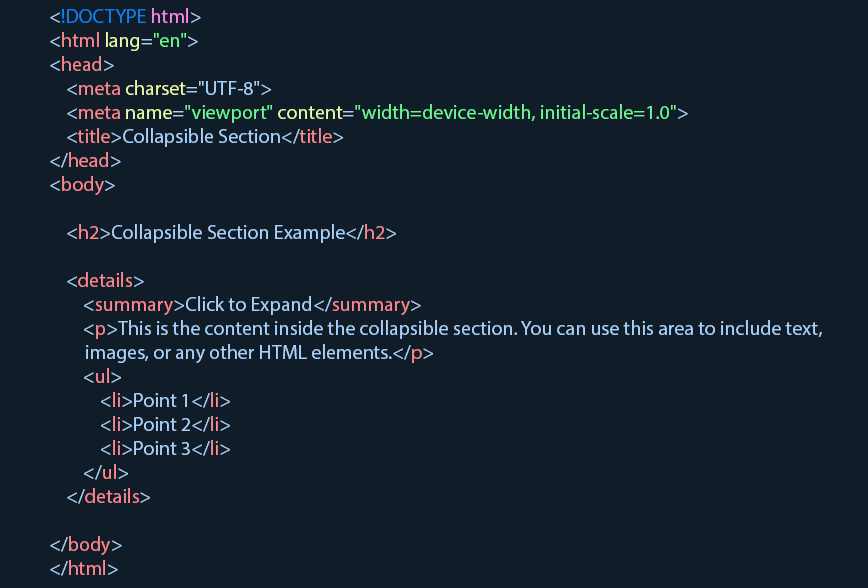 <!DOCTYPE html>
<html lang="en">
<head>
<meta charset="UTF-8">
<meta name="viewport" content="width=device-width, initial-scale=1.0">
<title>Collapsible Section</title>
</head>
<body>
<h2>Collapsible Section Example</h2>
<details>
<summary>Click to Expand</summary>
<p>This is the content inside the collapsible section. You can use this area to include text,
images, or any other HTML elements.</p>
<ul>
<li>Point 1</li>
<li>Point 2</li>
<li>Point 3</li>
</ul>
</details>
</body>
</html>